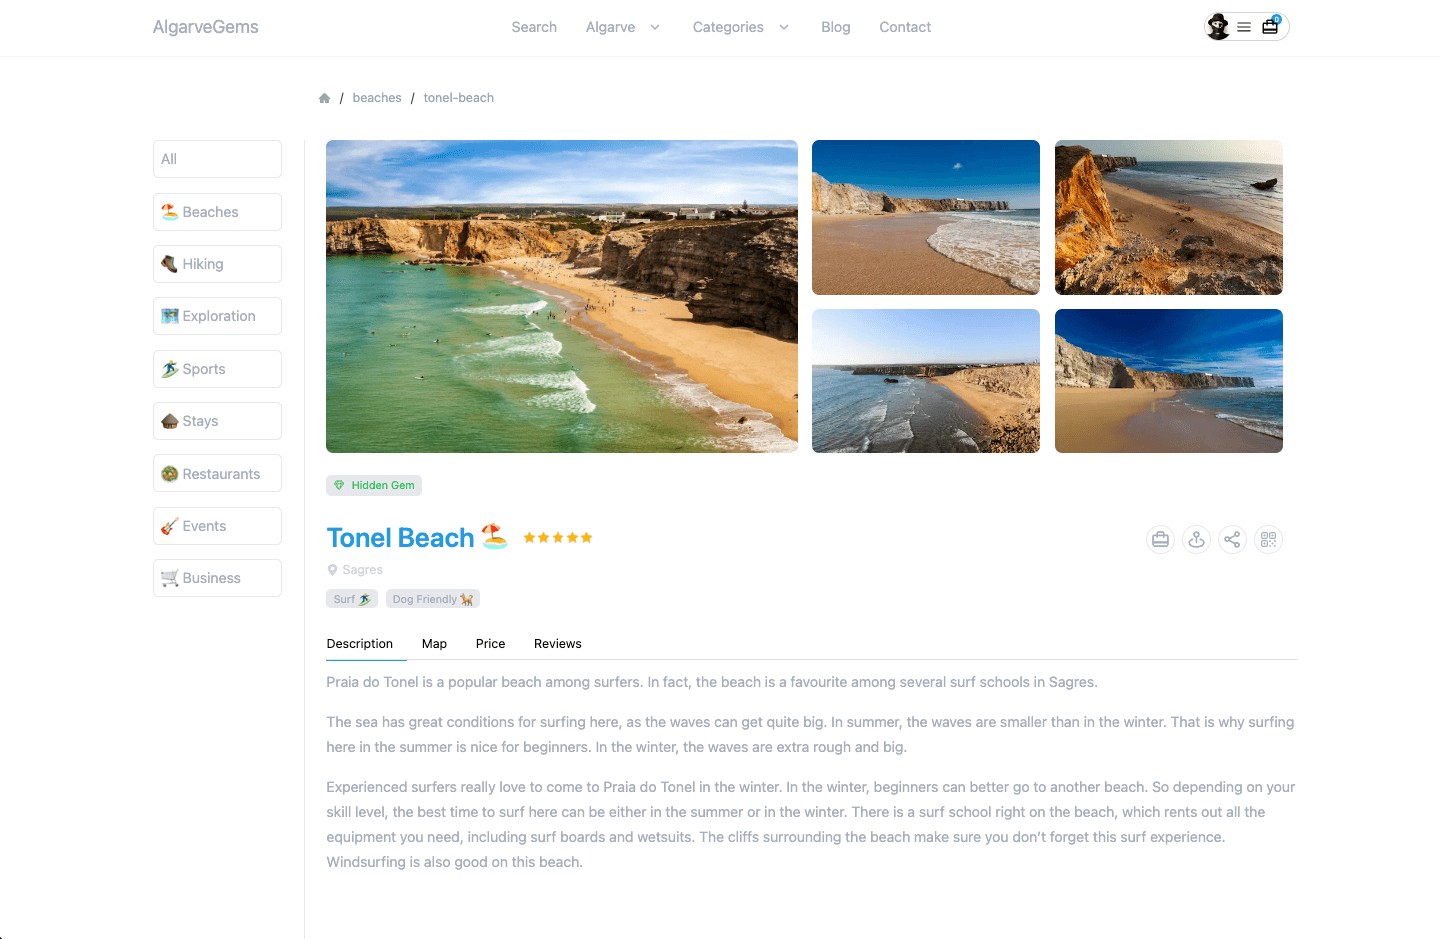 AlgarveGems
Search
Algarve
Categories
Blog
Contact
0
/ beaches / tonel-beach
All
Beaches
Hiking
Exploration
Sports
Stays
Restaurants
Events
Business
Hidden Gem
Tonel Beach
Sagres
Surf
Dog Friendly
Description
Map
Price
Reviews
Praia do Tonel is a popular beach among surfers. In fact, the beach is a favourite among several surf schools in Sagres.
The sea has great conditions for surfing here, as the waves can get quite big. In summer, the waves are smaller than in the winter. That is why surfing
here in the summer is nice for beginners. In the winter, the waves are extra rough and big.
Experienced surfers really love to come to Praia do Tonel in the winter. In the winter, beginners can better go to another beach. So depending on your
skill level, the best time to surf here can be either in the summer or in the winter. There is a surf school right on the beach, which rents out all the
equipment you need, including surf boards and wetsuits. The cliffs surrounding the beach make sure you don't forget this surf experience.
Windsurfing is also good on this beach.